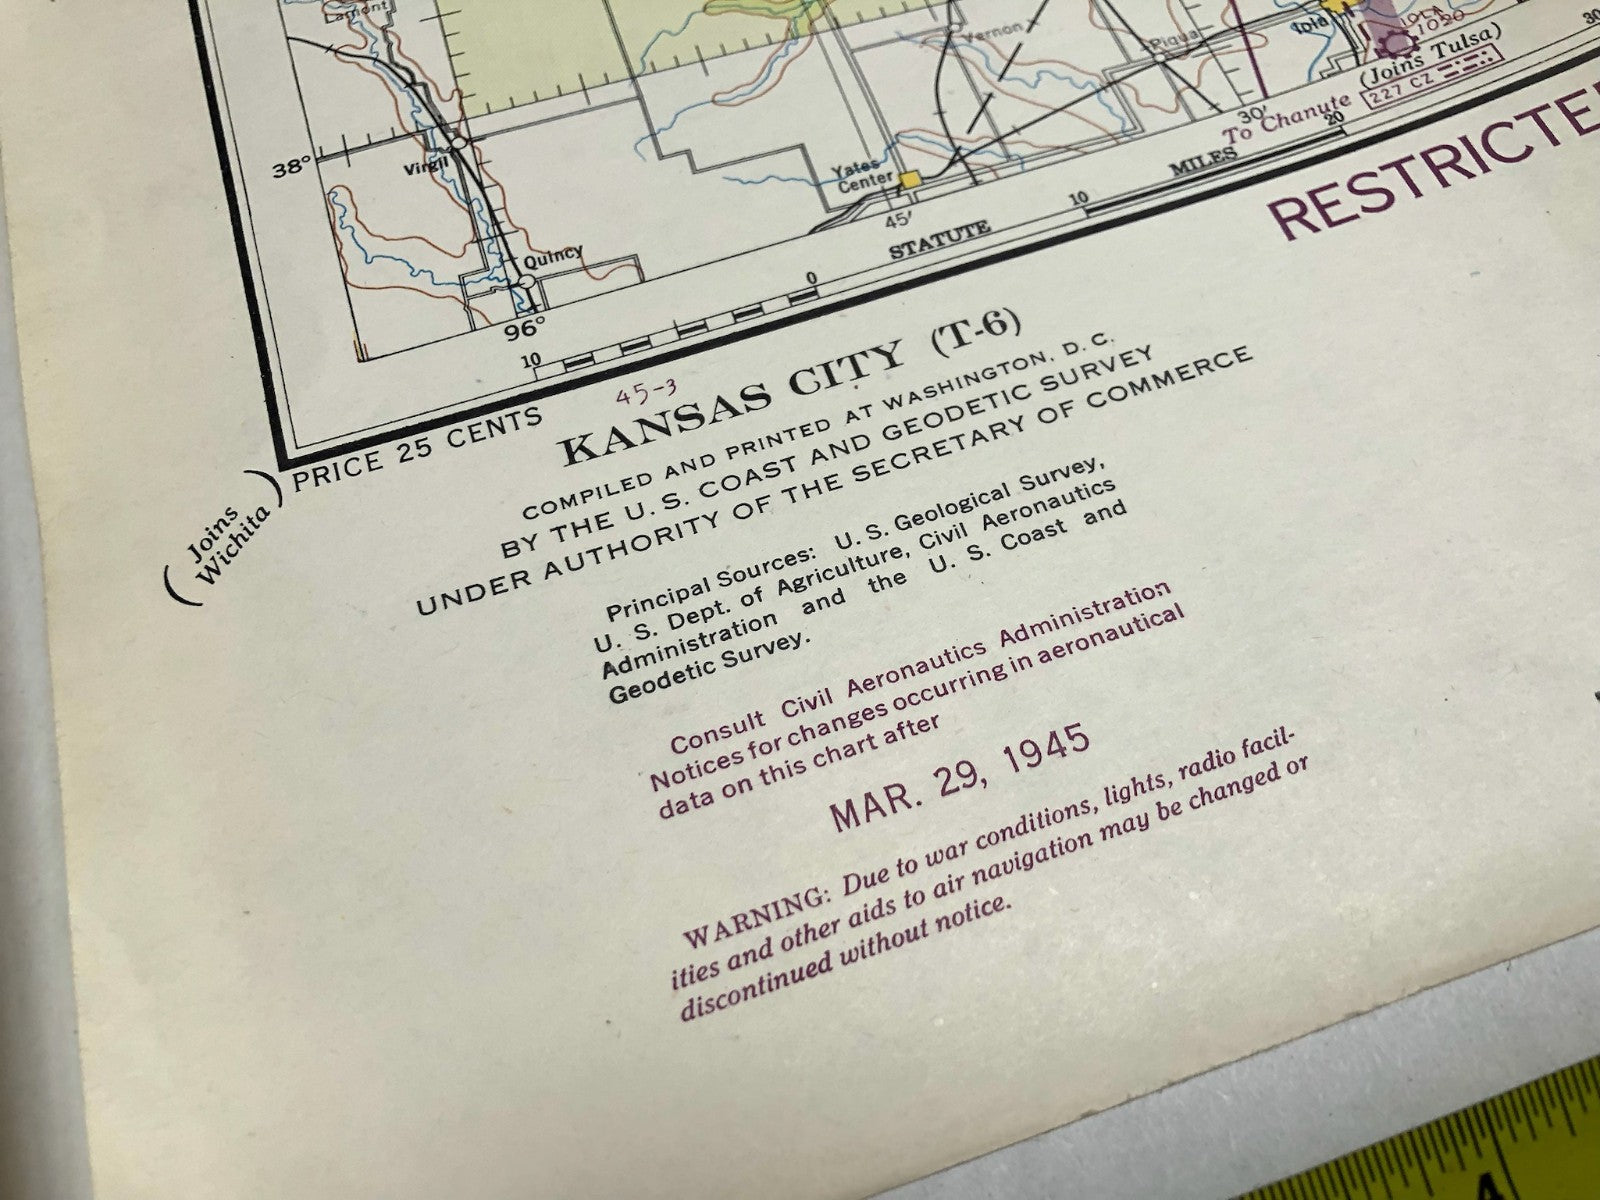 Lamont
Vernon
Piqua
Iola
IOLA
1050
(Joins Tulsa)
227 CZ
30'
To Chanute
38°
Virgil
Yates
Center
45'
Quincy
96°
10
0
STATUTE
10
MILES
20
RESTRICTE
PRICE 25 CENTS
45-3
(Joins
Wichita)
KANSAS CITY (T-6)
COMPILED AND PRINTED AT WASHINGTON, D.C.
BY THE U. S. COAST AND GEODETIC SURVEY
UNDER AUTHORITY OF THE SECRETARY OF COMMERCE
Principal Sources: U. S. Geological Survey,
U. S. Dept. of Agriculture, Civil Aeronautics
Administration and the U. S. Coast and
Geodetic Survey.
Consult Civil Aeronautics Administration
Notices for changes occurring in aeronautical
data on this chart after
MAR. 29, 1945
WARNING: Due to war conditions, lights, radio facil-
ities and other aids to air navigation may be changed or
discontinued without notice.
4